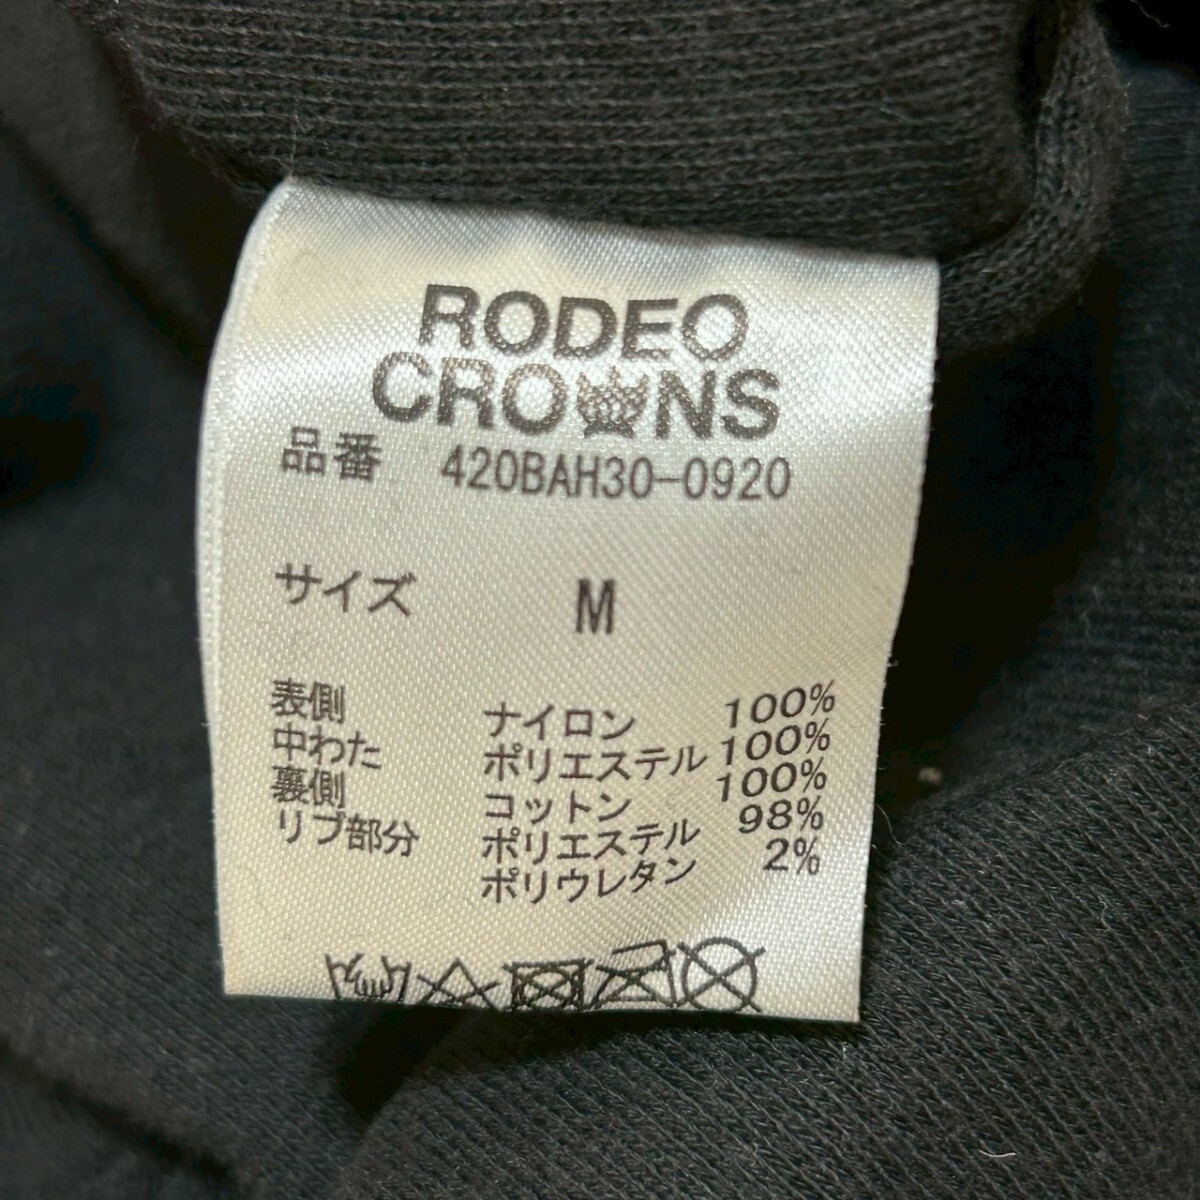 RODEO
CROWNS
品番 420BAH30-0920
サイズ M
表側 ナイロン 100%
中わた ポリエステル 100%
裏側 コットン 100%
リブ部分 ポリエステル 98%
ポリウレタン 2%